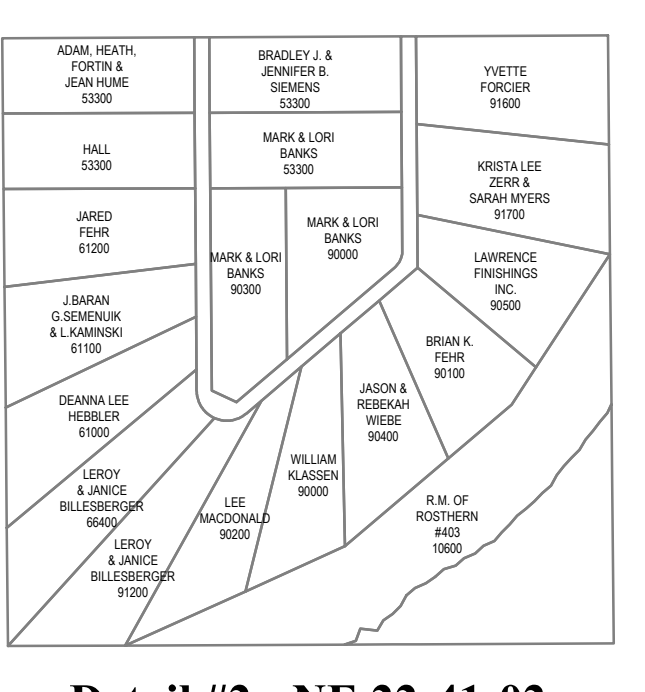 ADAM, HEATH,
FORTIN &
JEAN HUME
53300
BRADLEY J. &
JENNIFER B.
SIEMENS
53300
YVETTE
FORCIER
91600
HALL
53300
MARK & LORI
BANKS
53300
KRISTA LEE
ZERR &
SARAH MYERS
91700
JARED
FEHR
61200
MARK & LORI
BANKS
90300
MARK & LORI
BANKS
90000
LAWRENCE
FINISHINGS
INC.
90500
J.BARAN
G.SEMENUIK
& L.KAMINSKI
61100
BRIAN K.
FEHR
90100
DEANNA LEE
HEBBLER
61000
JASON &
REBEKAH
WIEBE
90400
LEROY
& JANICE
BILLESBERGER
66400
WILLIAM
KLASSEN
90000
LEE
MACDONALD
90200
R.M. OF
ROSTHERN
#403
10600
LEROY
& JANICE
BILLESBERGER
91200